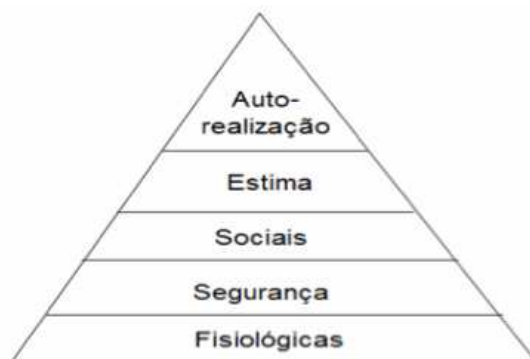 Auto-
realização
Estima
Sociais
Segurança
Fisiológicas